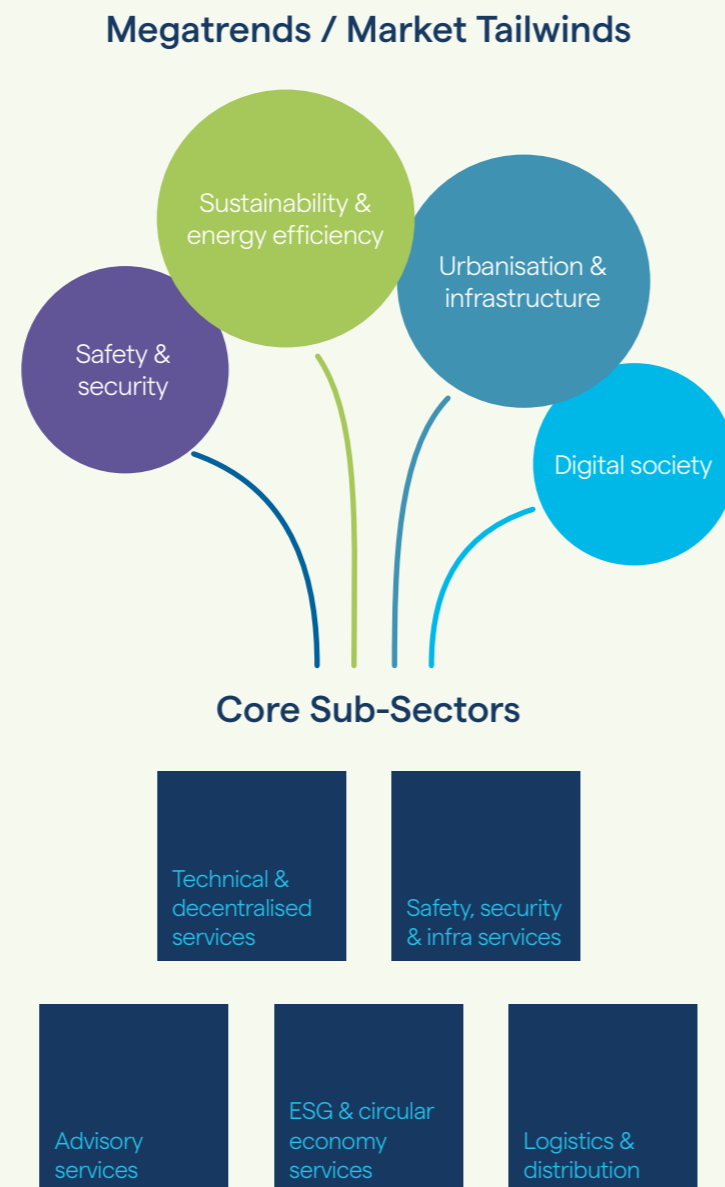 Megatrends / Market Tailwinds
Sustainability &
energy efficiency
Urbanisation &
infrastructure
Safety &
security
Digital society
Core Sub-Sectors
Technical &
decentralised
services
Safety, security
& infra services
Advisory
services
ESG & circular
economy
services
Logistics &
distribution